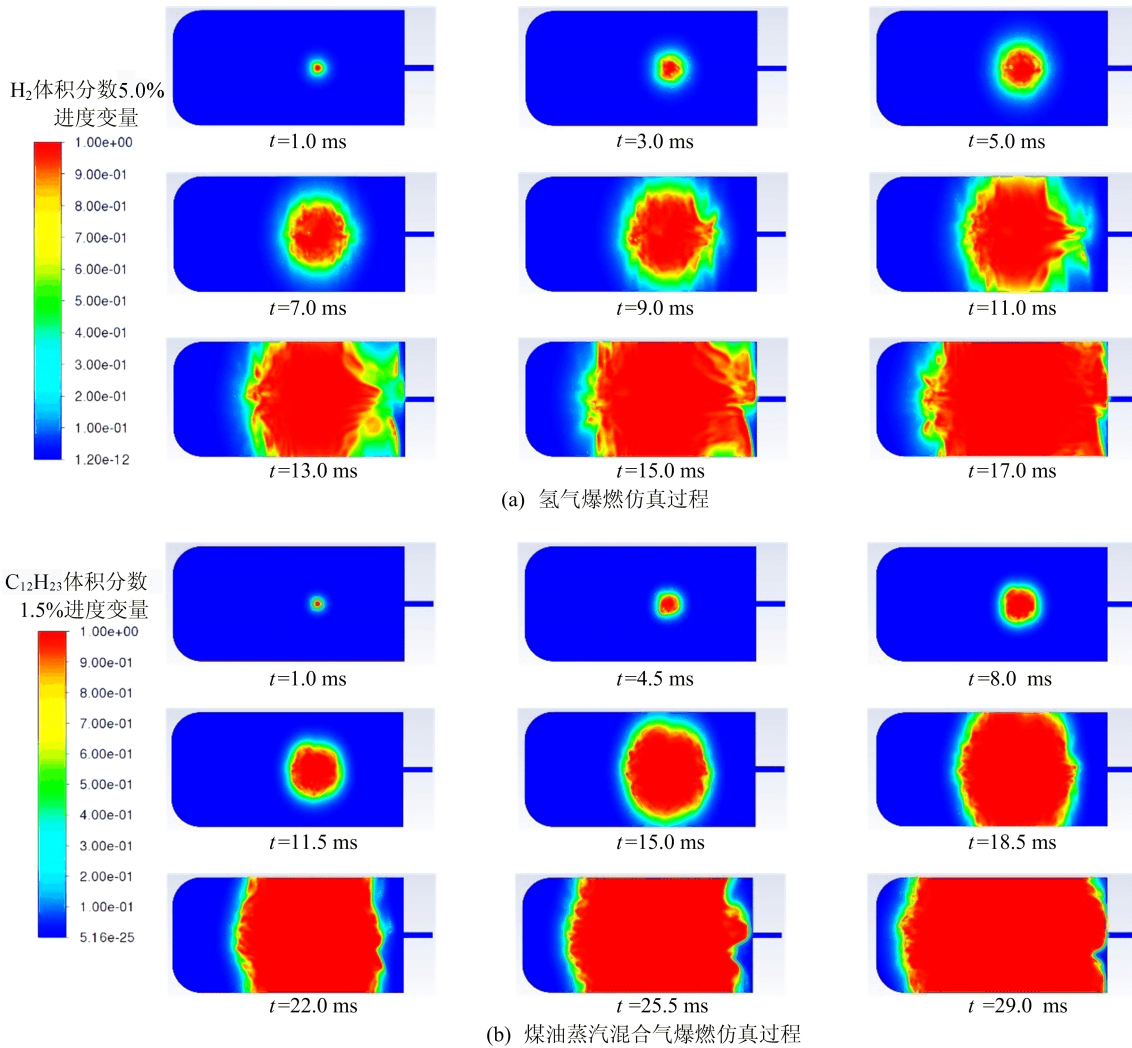 H₂体积分数5.0%
进度变量
1.00e+00
9.00e-01
8.00e-01
7.00e-01
6.00e-01
5.00e-01
4.00e-01
3.00e-01
2.00e-01
1.00e-01
1.20e-12
t=1.0 ms
t=3.0 ms
t=5.0 ms
t=7.0 ms
t=9.0 ms
t=11.0 ms
t=13.0 ms
t=15.0 ms
t=17.0 ms
(a) 氢气爆燃仿真过程
C₁₂H₂₃体积分数
1.5%进度变量
1.00e+00
9.00e-01
8.00e-01
7.00e-01
6.00e-01
5.00e-01
4.00e-01
3.00e-01
2.00e-01
1.00e-01
5.16e-25
t=1.0 ms
t=4.5 ms
t=8.0 ms
t=11.5 ms
t=15.0 ms
t=18.5 ms
t=22.0 ms
t =25.5 ms
t =29.0 ms
(b) 煤油蒸汽混合气爆燃仿真过程